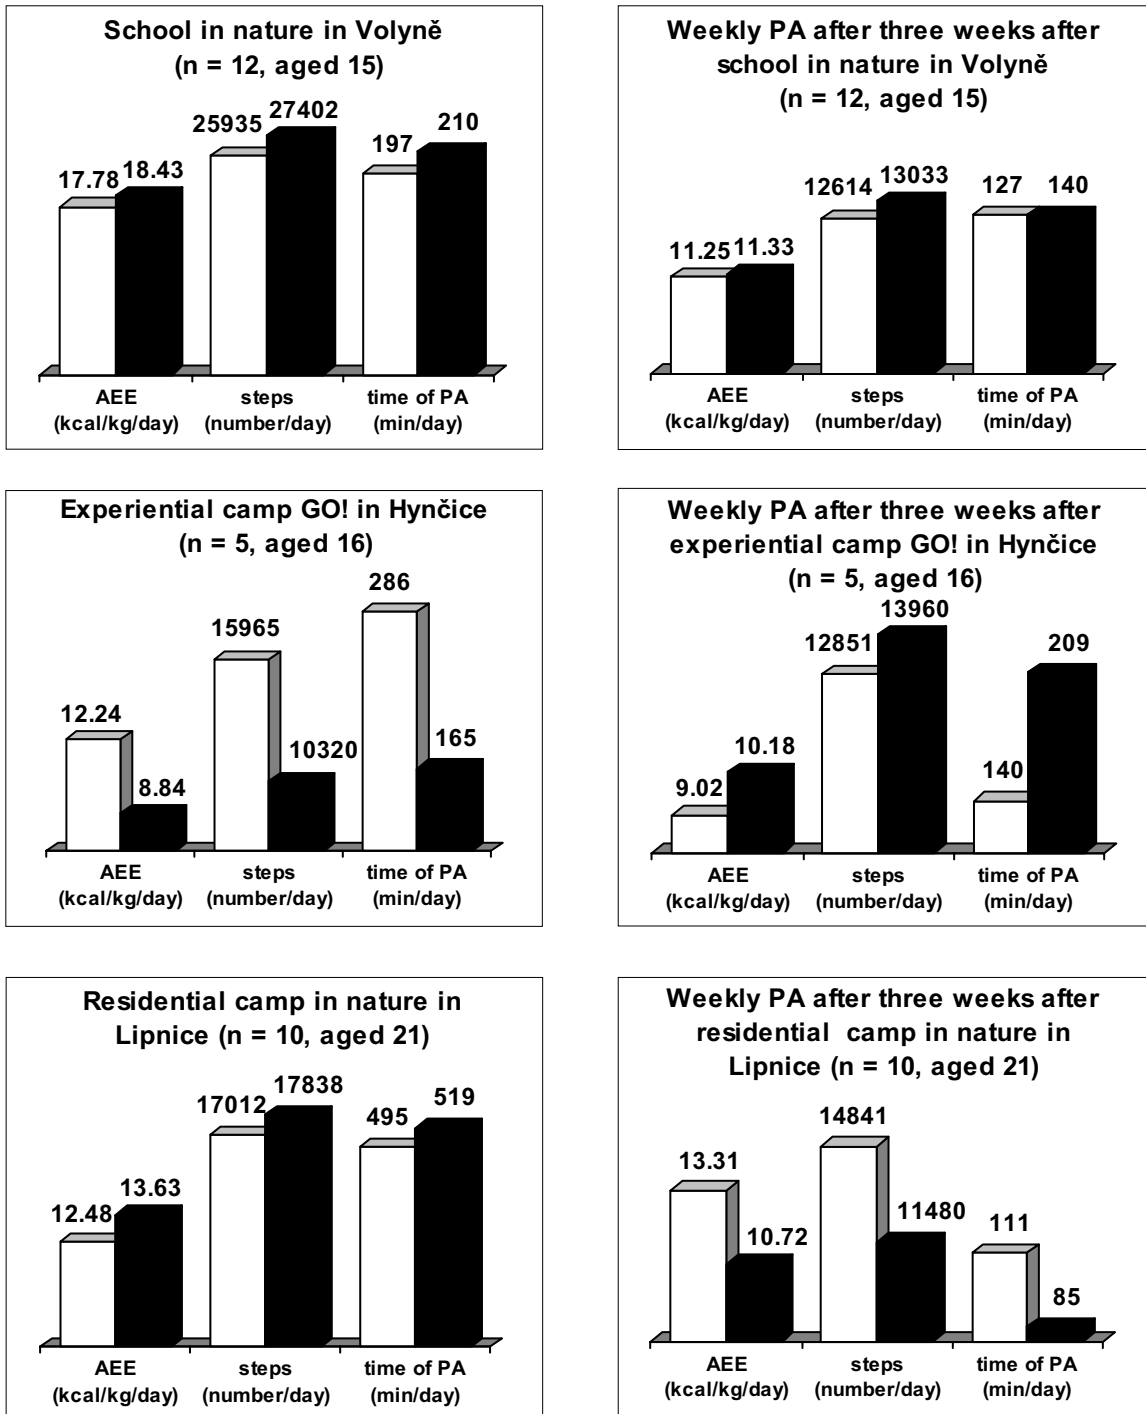 School in nature in Volyně
(n = 12, aged 15)
17.78 18.43 25935 27402 197 210
AEE steps time of PA
(kcal/kg/day) (number/day) (min/day)
Weekly PA after three weeks after
school in nature in Volyně
(n = 12, aged 15)
11.25 11.33 12614 13033 127 140
AEE steps time of PA
(kcal/kg/day) (number/day) (min/day)
Experiential camp GO! in Hynčice
(n = 5, aged 16)
12.24 8.84 15965 10320 286 165
AEE steps time of PA
(kcal/kg/day) (number/day) (min/day)
Weekly PA after three weeks after
experiential camp GO! in Hynčice
(n = 5, aged 16)
9.02 10.18 12851 13960 140 209
AEE steps time of PA
(kcal/kg/day) (number/day) (min/day)
Residential camp in nature in
Lipnice (n = 10, aged 21)
12.48 13.63 17012 17838 495 519
AEE steps time of PA
(kcal/kg/day) (number/day) (min/day)
Weekly PA after three weeks after
residential camp in nature in
Lipnice (n = 10, aged 21)
13.31 10.72 14841 11480 111 85
AEE steps time of PA
(kcal/kg/day) (number/day) (min/day)